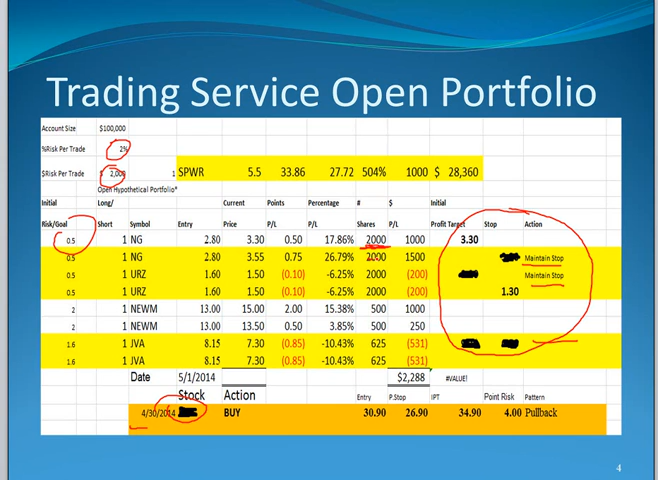 Trading Service Open Portfolio
Account Size $100,000
%Risk Per Trade 2%
$Risk Per Trade 1 SPWR 5.5 33.86 27.72 504% 1000 $ 28,360
Open Hypothetical Portfolio*
Initial Long/ Current Points Percentage # $ Initial
Risk/Goal Short Symbol Entry Price P/L P/L Shares P/L Profit Target Stop Action
0.5 1 NG 2.80 3.30 0.50 17.86% 2000 1000 3.30
0.5 1 NG 2.80 3.55 0.75 26.79% 2000 1500 Maintain Stop
0.5 1 URZ 1.60 1.50 (0.10) -6.25% 2000 (200) Maintain Stop
0.5 1 URZ 1.60 1.50 (0.10) -6.25% 2000 (200) 1.30
2 1 NEWM 13.00 15.00 2.00 15.38% 500 1000
2 1 NEWM 13.00 13.50 0.50 3.85% 500 250
1.6 1 JVA 8.15 7.30 (0.85) -10.43% 625 (531)
1.6 1 JVA 8.15 7.30 (0.85) -10.43% 625 (531)
Date 5/1/2014 $2,288 #VALUE!
Stock Action Entry P.Stop IPT Point Risk Pattern
4/30/2014 BUY 30.90 26.90 34.90 4.00 Pullback
4